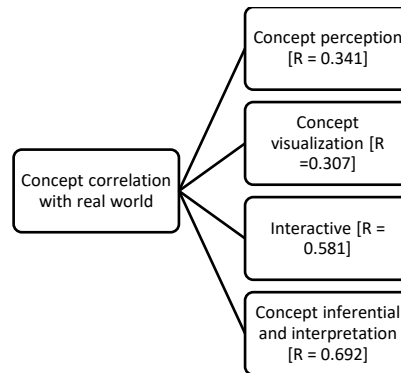 Concept perception
[R = 0.341]
Concept
visualization [R
=0.307]
Concept correlation
with real world
Interactive [R =
0.581]
Concept inferential
and interpretation
[R = 0.692]